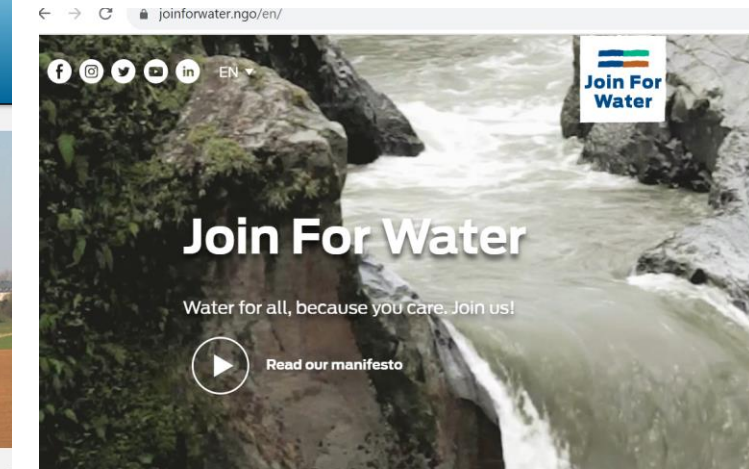 joinforwater.ngo/en/
EN
Join For
Water
Join For Water
Water for all, because you care. Join us!
Read our manifesto